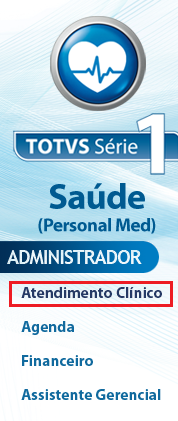 TOTVS Série 1
Saúde
(Personal Med)
ADMINISTRADOR
Atendimento Clínico
Agenda
Financeiro
Assistente Gerencial